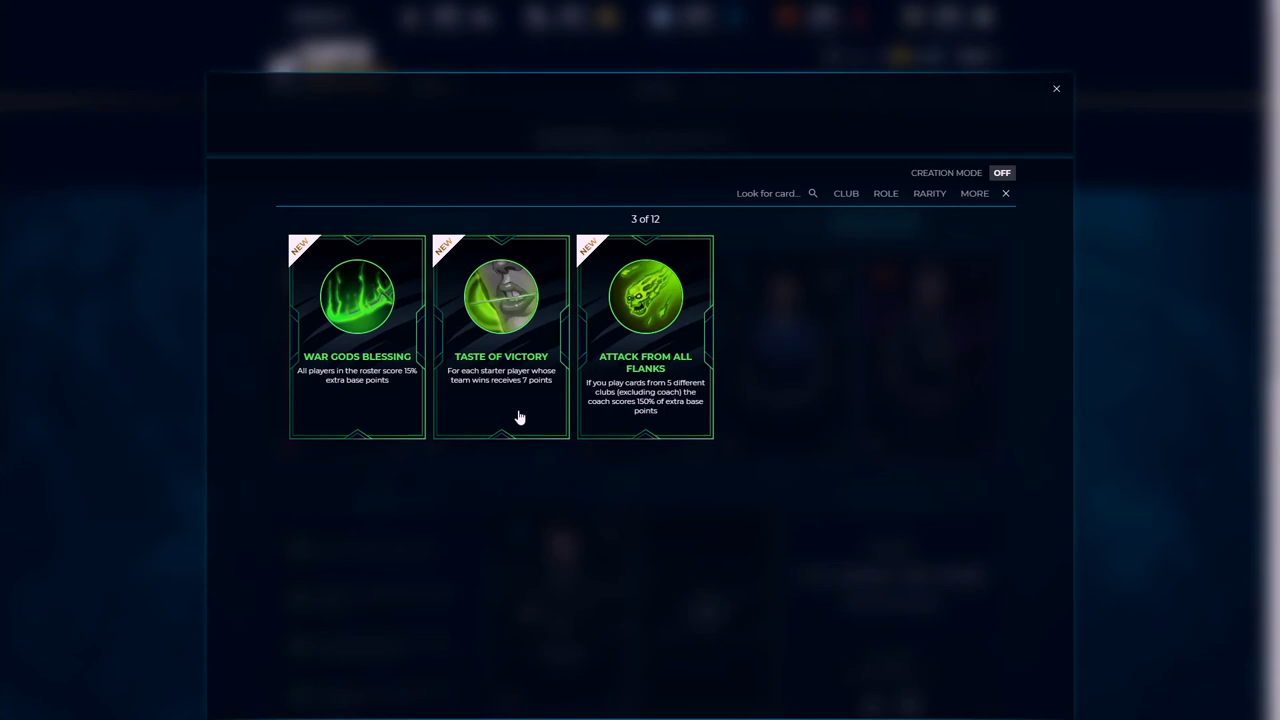 CREATION MODE OFF
Look for card... CLUB ROLE RARITY MORE
3 of 12
NEW
WAR GODS BLESSING
All players in the roster score 15%
extra base points
NEW
TASTE OF VICTORY
For each starter player whose
team wins receives 7 points
NEW
ATTACK FROM ALL
FLANKS
If you play cards from 5 different
clubs (excluding coach) the
coach scores 150% of extra base
points